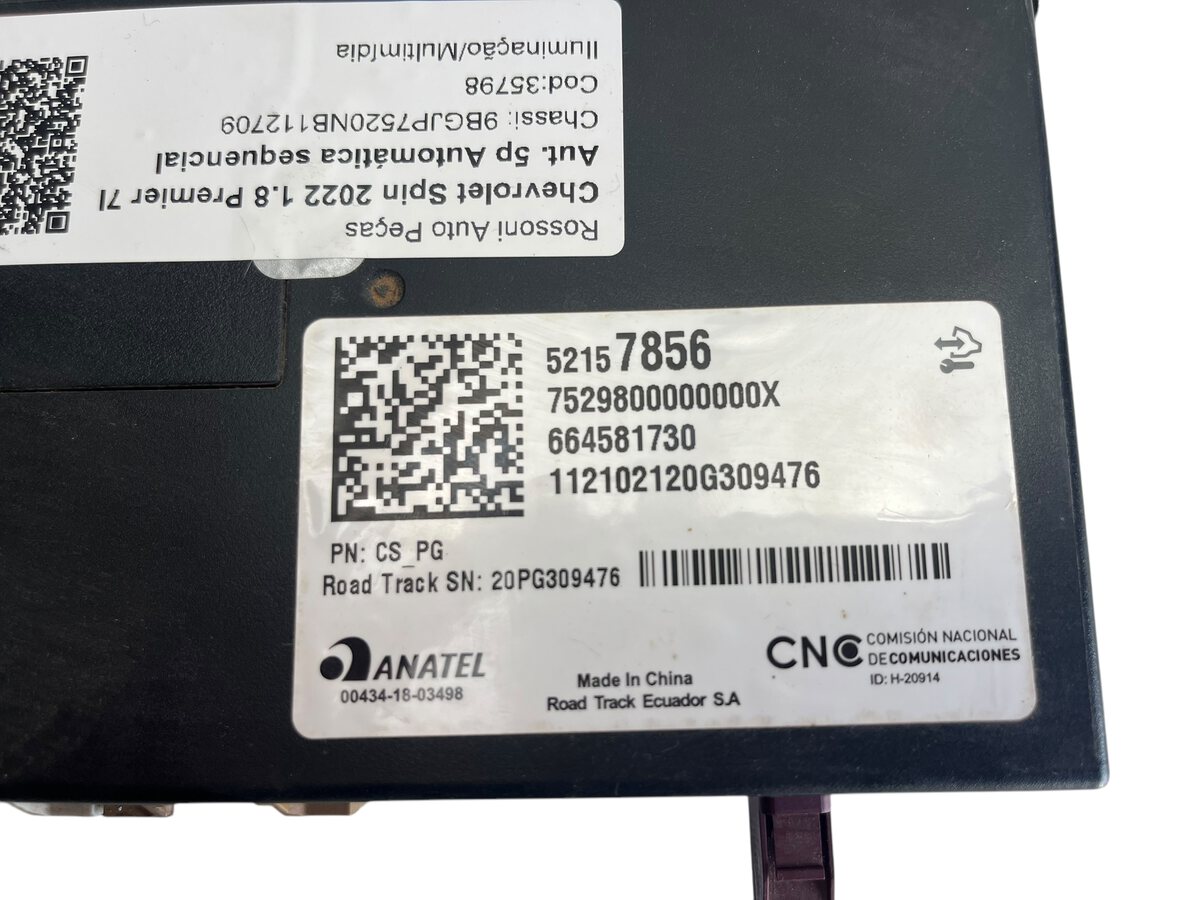 Rossoni Auto Peças
Chevrolet Spin 2022 1.8 Premier 7l
Aut. 5p Automática sequencial
Chassi: 9BGJP7520NB112709
Cod:35798
Iluminação/Multimídia
52157856
7529800000000X
664581730
112102120G309476
PN: CS_PG
Road Track SN: 20PG309476
ANATEL
00434-18-03498
Made In China
Road Track Ecuador S.A
CNC COMISIÓN NACIONAL
DE COMUNICACIONES
ID: H-20914